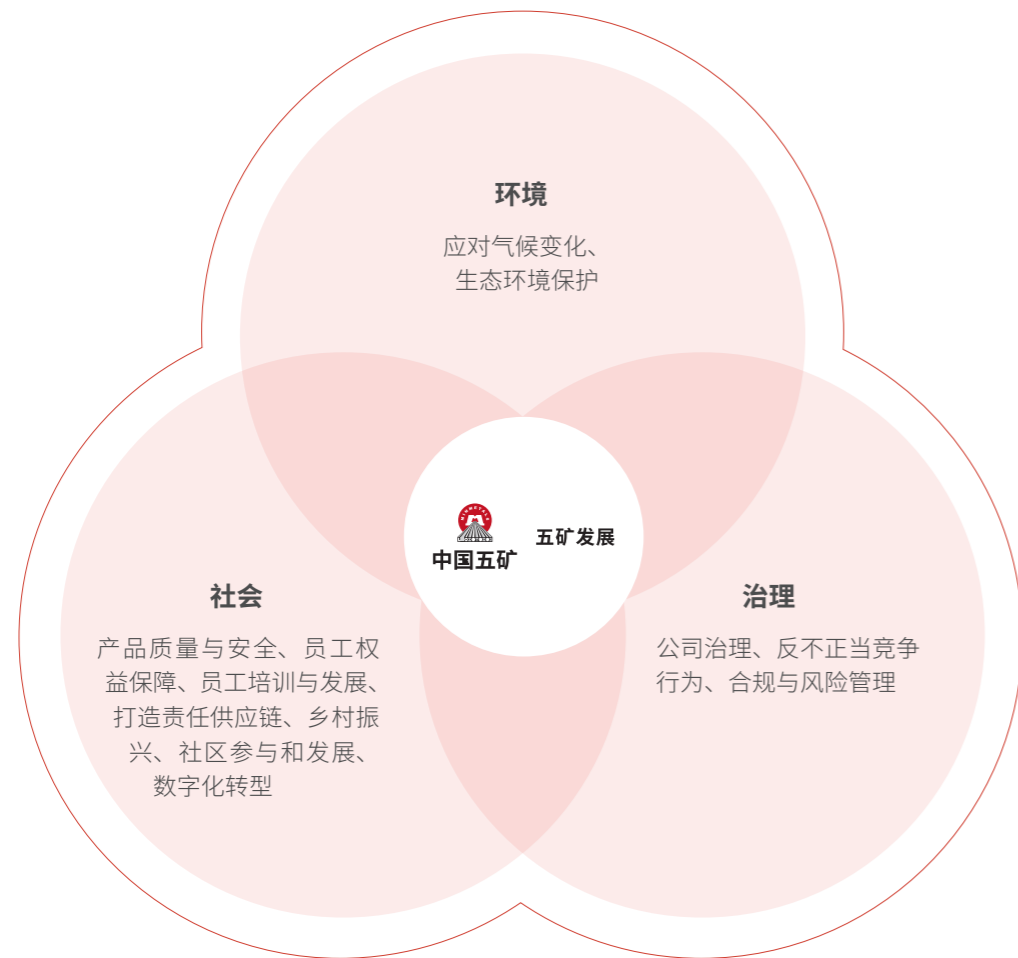 环境
应对气候变化、
生态环境保护
MINMETALS
中国五矿
五矿发展
社会
产品质量与安全、员工权
益保障、员工培训与发展、
打造责任供应链、乡村振
兴、社区参与和发展、
数字化转型
治理
公司治理、反不正当竞争
行为、合规与风险管理